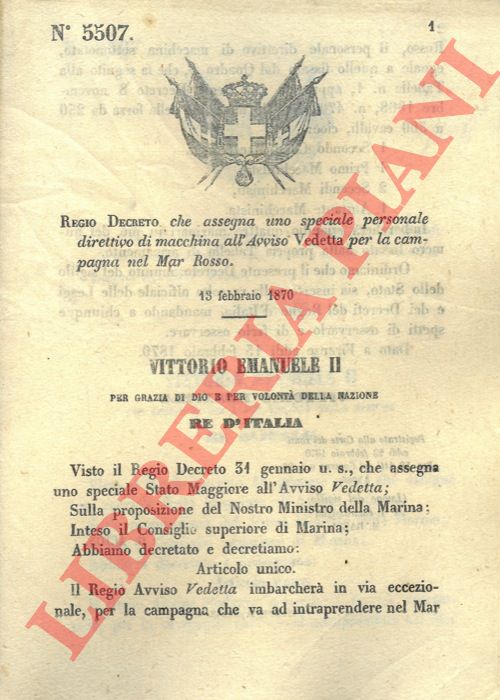 N° 5507.
1
REGIO DECRETO che assegna uno speciale personale
direttivo di macchina all'Avviso Vedetta per la cam-
pagna nel Mar Rosso.
13 febbraio 1870
VITTORIO EMANUELE II
PER GRAZIA DI DIO E PER VOLONTÀ DELLA NAZIONE
RE D'ITALIA
Visto il Regio Decreto 31 gennaio u. s., che assegna
uno speciale Stato Maggiore all'Avviso Vedetta;
Sulla proposizione del Nostro Ministro della Marina;
Inteso il Consiglio superiore di Marina;
Abbiamo decretato e decretiamo:
Articolo unico.
Il Regio Avviso Vedetta imbarcherà in via eccezio-
nale, per la campagna che va ad intraprendere nel Mar
LIBRERIA PIANI